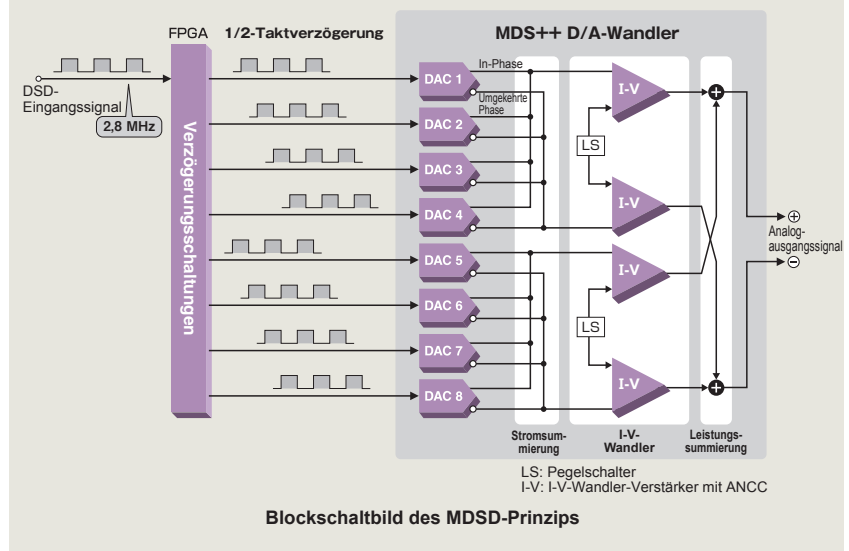 FPGA
1/2-Taktverzögerung
MDS++ D/A-Wandler
DSD-
Eingangssignal
2,8 MHz
Verzögerungsschaltungen
DAC 1
DAC 2
DAC 3
DAC 4
DAC 5
DAC 6
DAC 7
DAC 8
In-Phase
Umgekehrte
Phase
I-V
LS
I-V
I-V
LS
I-V
Analog-
ausgangssignal
Stromsum-
mierung
I-V-
Wandler
Leistungs-
summierung
LS: Pegelschalter
I-V: I-V-Wandler-Verstärker mit ANCC
Blockschaltbild des MDSD-Prinzips